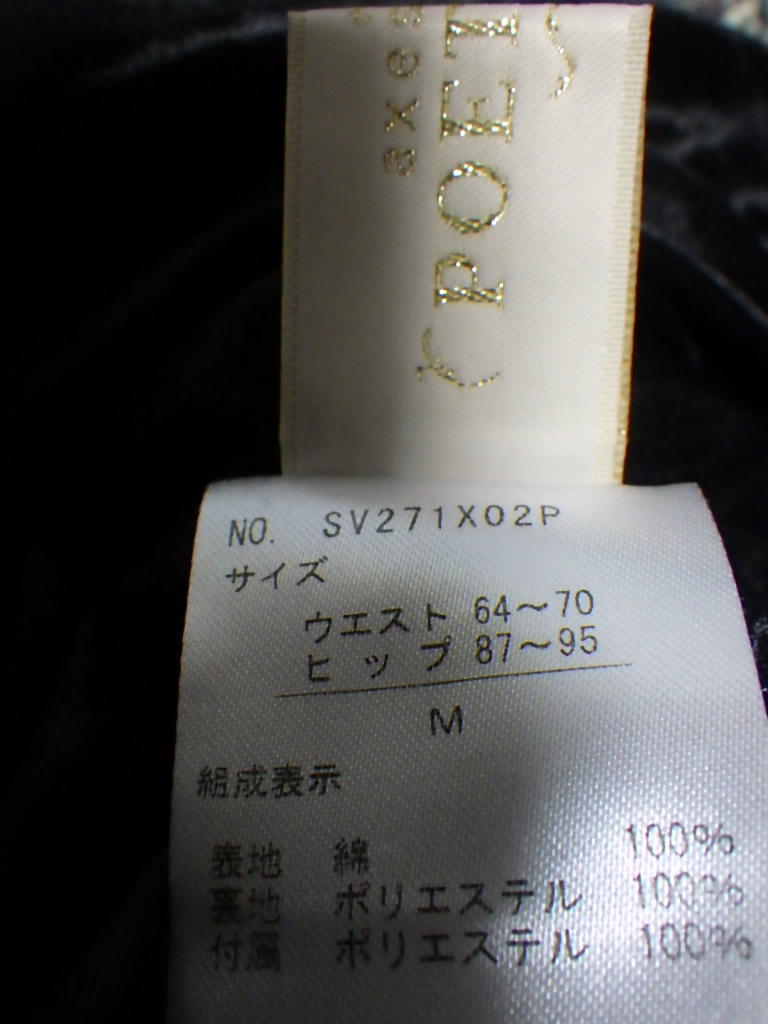 axes
POET
NO. SV271X02P
サイズ
ウエスト 64～70
ヒップ 87～95
M
組成表示
表地 綿 100%
裏地 ポリエステル 100%
付属 ポリエステル 100%